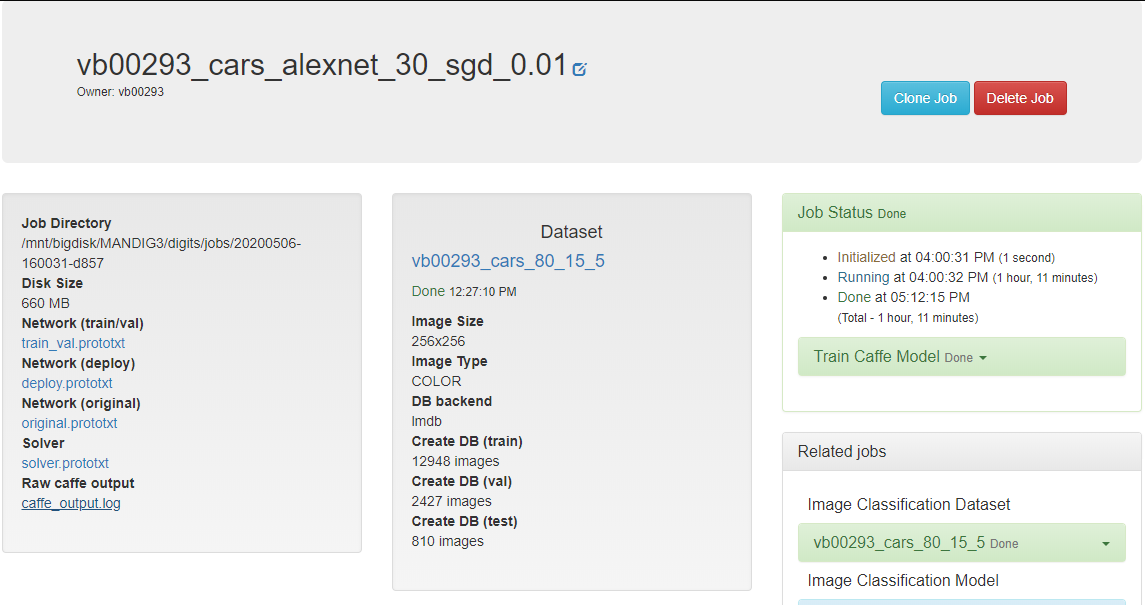 vb00293_cars_alexnet_30_sgd_0.01
Owner: vb00293
Clone Job
Delete Job
Job Directory
/mnt/bigdisk/MANDIG3/digits/jobs/20200506-
160031-d857
Disk Size
660 MB
Network (train/val)
train_val.prototxt
Network (deploy)
deploy.prototxt
Network (original)
original.prototxt
Solver
solver.prototxt
Raw caffe output
caffe_output.log
Dataset
vb00293_cars_80_15_5
Done 12:27:10 PM
Image Size
256x256
Image Type
COLOR
DB backend
lmdb
Create DB (train)
12948 images
Create DB (val)
2427 images
Create DB (test)
810 images
Job Status Done
Initialized at 04:00:31 PM (1 second)
Running at 04:00:32 PM (1 hour, 11 minutes)
Done at 05:12:15 PM
(Total - 1 hour, 11 minutes)
Train Caffe Model Done
Related jobs
Image Classification Dataset
vb00293_cars_80_15_5 Done
Image Classification Model